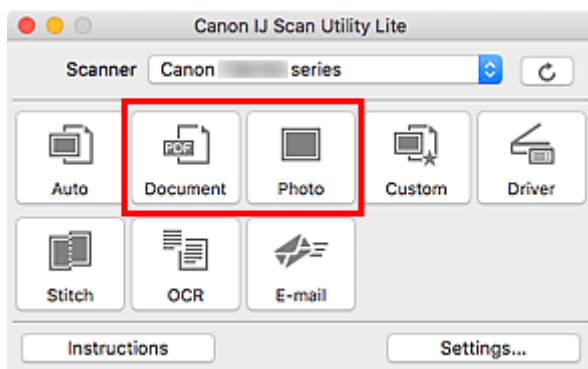 Canon IJ Scan Utility Lite
Scanner Canon series
PDF
Auto Document Photo Custom Driver
Stitch OCR E-mail
Instructions Settings...